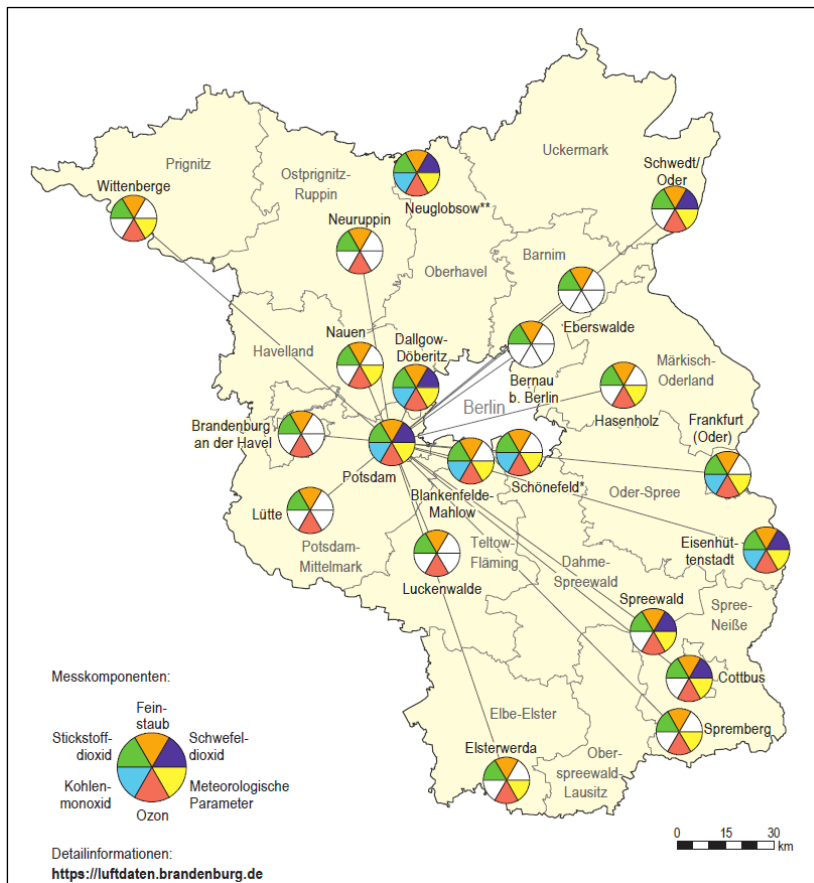 Prignitz
Wittenberge
Ostprignitz-
Ruppin
Neuruppin
Neuglobsow**
Uckermark
Schwedt/
Oder
Oberhavel
Barnim
Eberswalde
Havelland
Nauen
Dallgow-
Döberitz
Bernau
b. Berlin
Berlin
Märkisch-
Oderland
Hasenholz
Brandenburg
an der Havel
Potsdam
Blankenfelde-
Mahlow
Schönefeld*
Frankfurt
(Oder)
Oder-Spree
Lütte
Potsdam-
Mittelmark
Luckenwalde
Teltow-
Fläming
Dahme-
Spreewald
Eisenhüt-
tenstadt
Spreewald
Spree-
Neiße
Cottbus
Spremberg
Elbe-Elster
Elsterwerda
Ober-
spreewald-
Lausitz
Messkomponenten:
Fein-
staub
Stickstoff-
dioxid
Schwefel-
dioxid
Kohlen-
monoxid
Meteorologische
Parameter
Ozon
0 15 30
km
Detailinformationen:
https://luftdaten.brandenburg.de